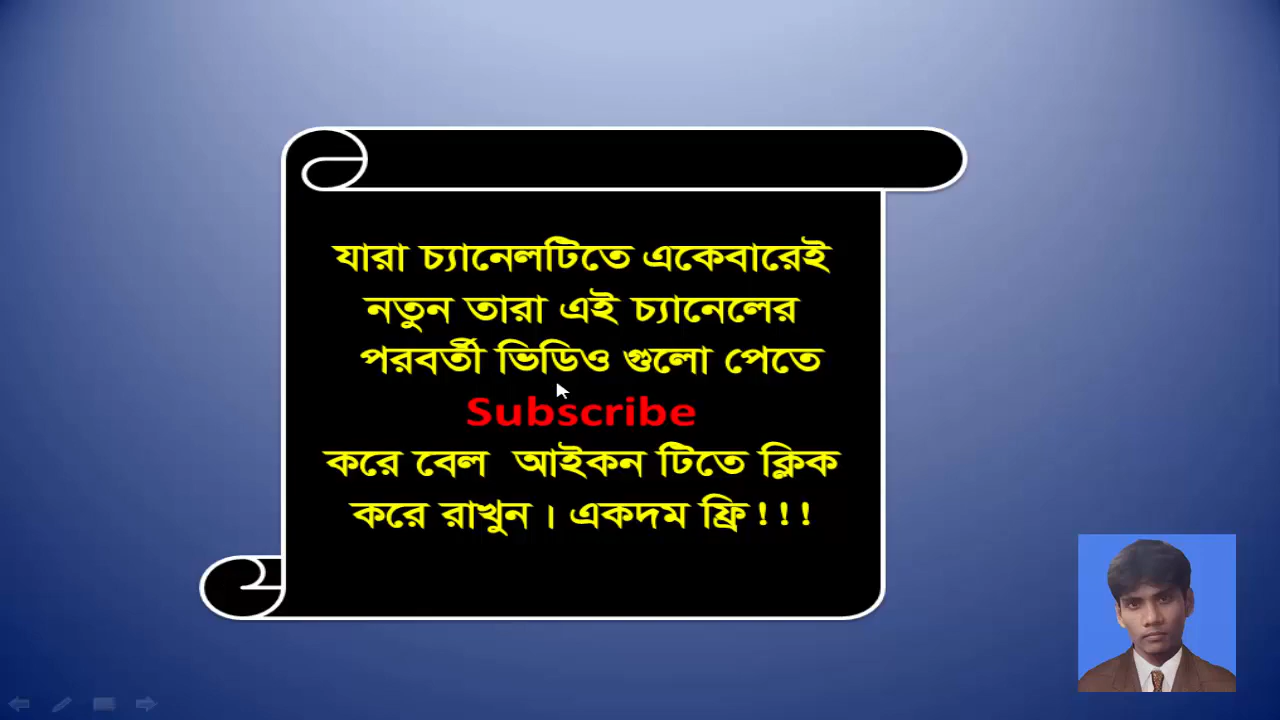 যারা চ্যানেলটিতে একেবারেই
নতুন তারা এই চ্যানেলের
পরবর্তী ভিডিও গুলো পেতে
Subscribe
করে বেল আইকন টিতে ক্লিক
করে রাখুন। একদম ফ্রি!!!